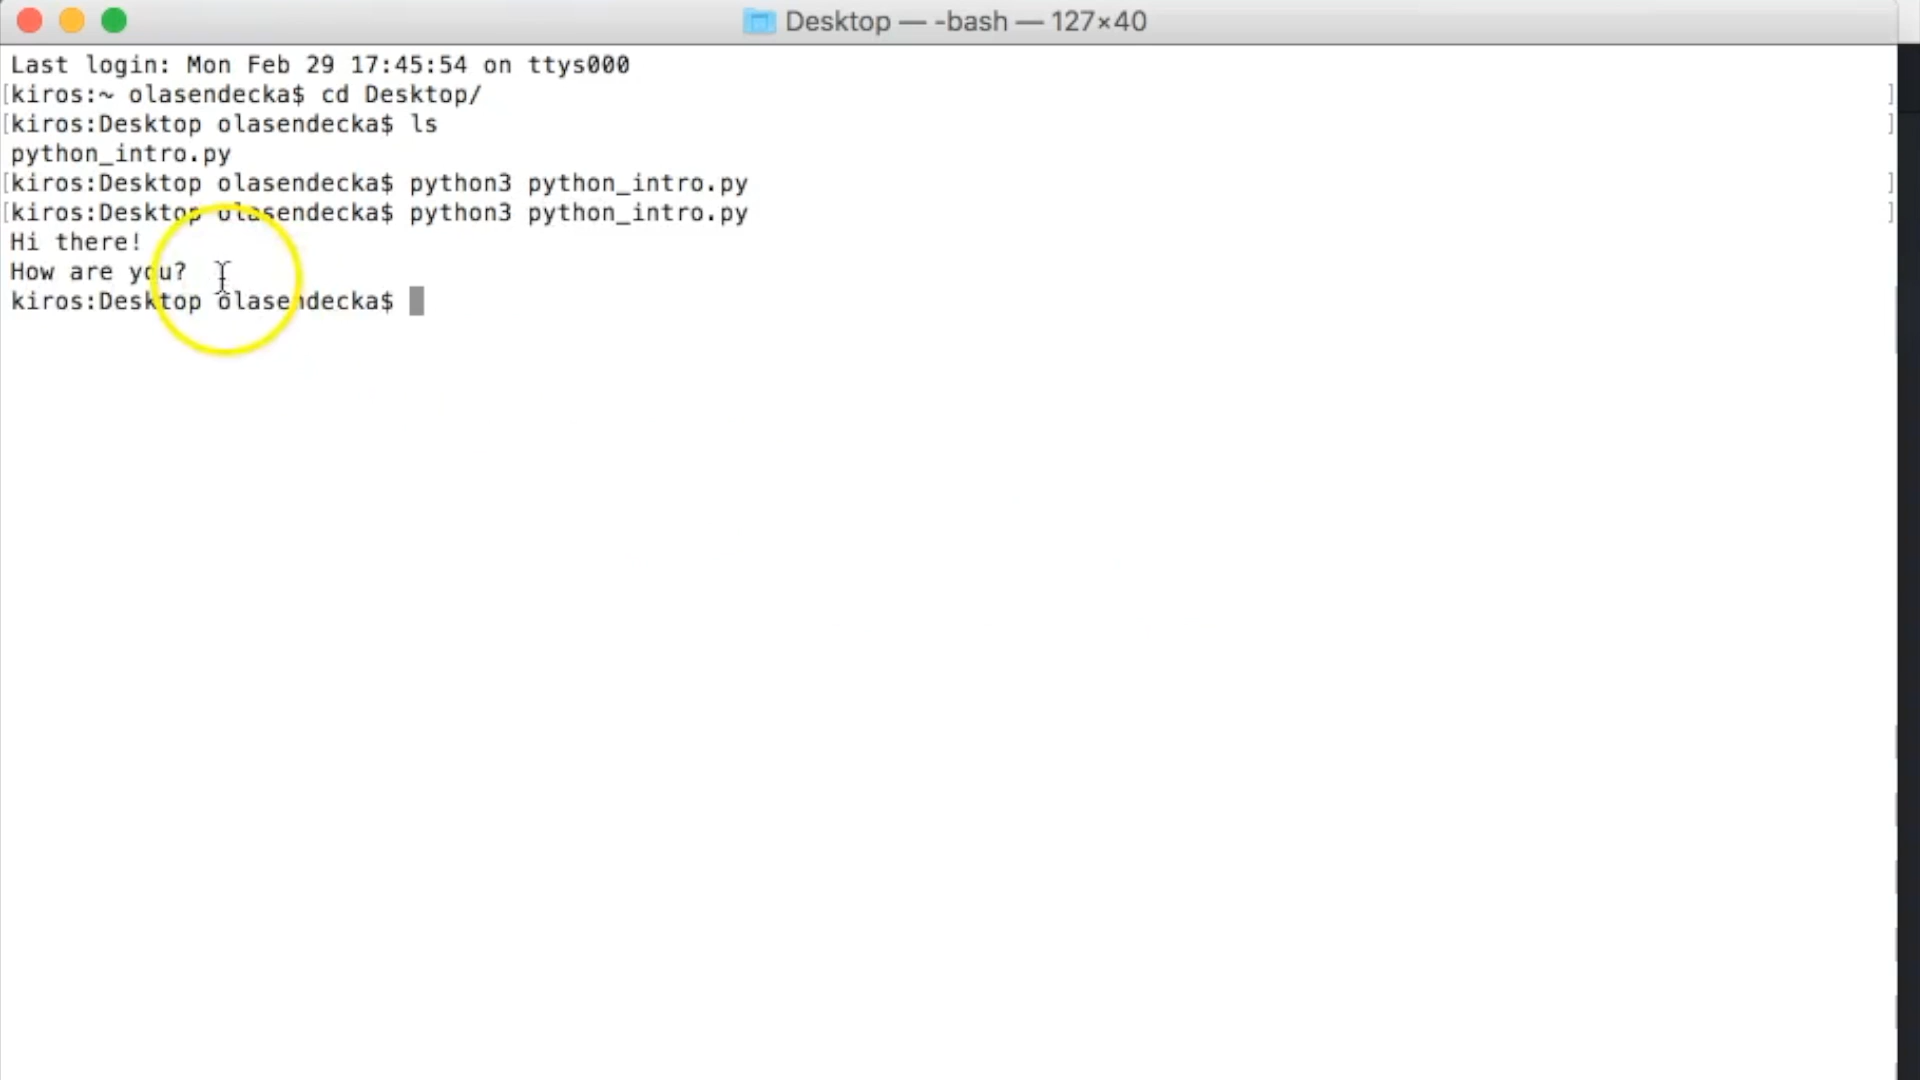 Desktop — -bash — 127×40
Last login: Mon Feb 29 17:45:54 on ttys000
[kiros:~ olasendecka$ cd Desktop/ ]
[kiros:Desktop olasendecka$ ls ]
python_intro.py
[kiros:Desktop olasendecka$ python3 python_intro.py ]
[kiros:Desktop olasendecka$ python3 python_intro.py ]
Hi there!
How are you?
kiros:Desktop olasendecka$